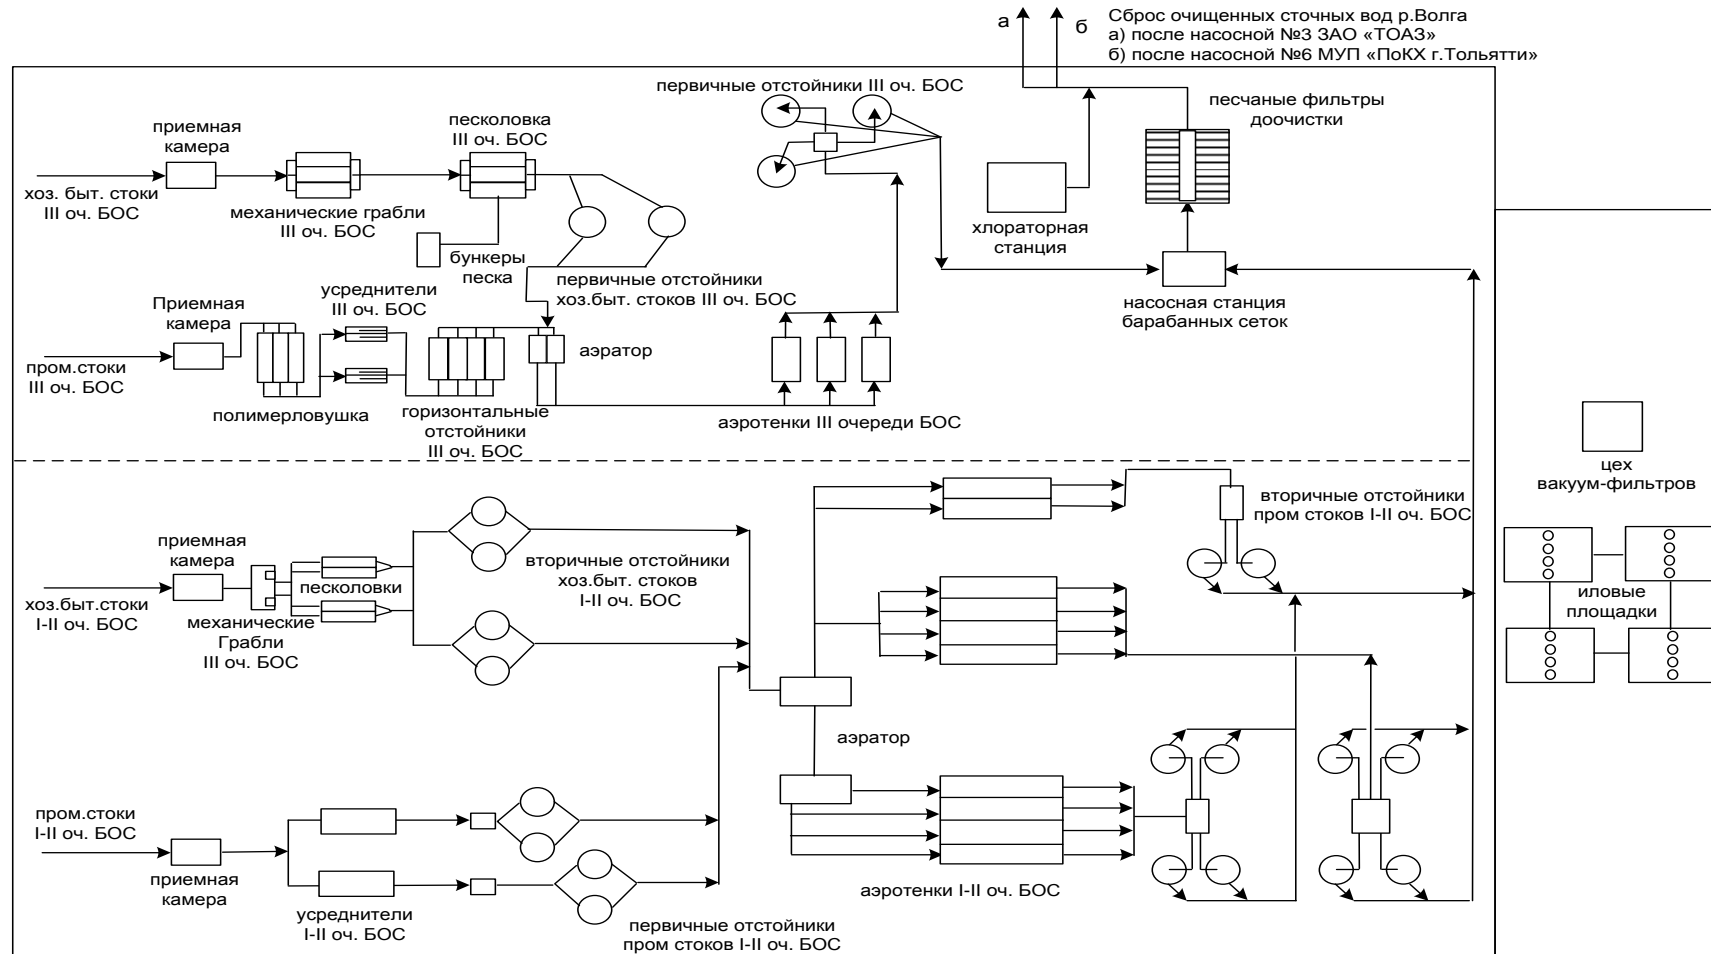 а
б
Сброс очищенных сточных вод р.Волга
а) после насосной №3 ЗАО «ТОАЗ»
б) после насосной №6 МУП «ПоКХ г.Тольятти»
первичные отстойники III оч. БОС
песчаные фильтры
доочистки
приемная
камера
песколовка
III оч. БОС
хоз. быт. стоки
III оч. БОС
механические грабли
III оч. БОС
бункеры
песка
первичные отстойники
хоз.быт. стоков III оч. БОС
хлораторная
станция
насосная станция
барабанных сеток
Приемная
камера
усреднители
III оч. БОС
аэратор
пром.стоки
III оч. БОС
полимерловушка
горизонтальные
отстойники
III оч. БОС
аэротенки III очереди БОС
цех
вакуум-фильтров
приемная
камера
песколовки
хоз.быт.стоки
I-II оч. БОС
механические
Грабли
III оч. БОС
вторичные отстойники
хоз.быт. стоков
I-II оч. БОС
вторичные отстойники
пром стоков I-II оч. БОС
иловые
площадки
аэратор
пром.стоки
I-II оч. БОС
приемная
камера
усреднители
I-II оч. БОС
первичные отстойники
пром стоков I-II оч. БОС
аэротенки I-II оч. БОС